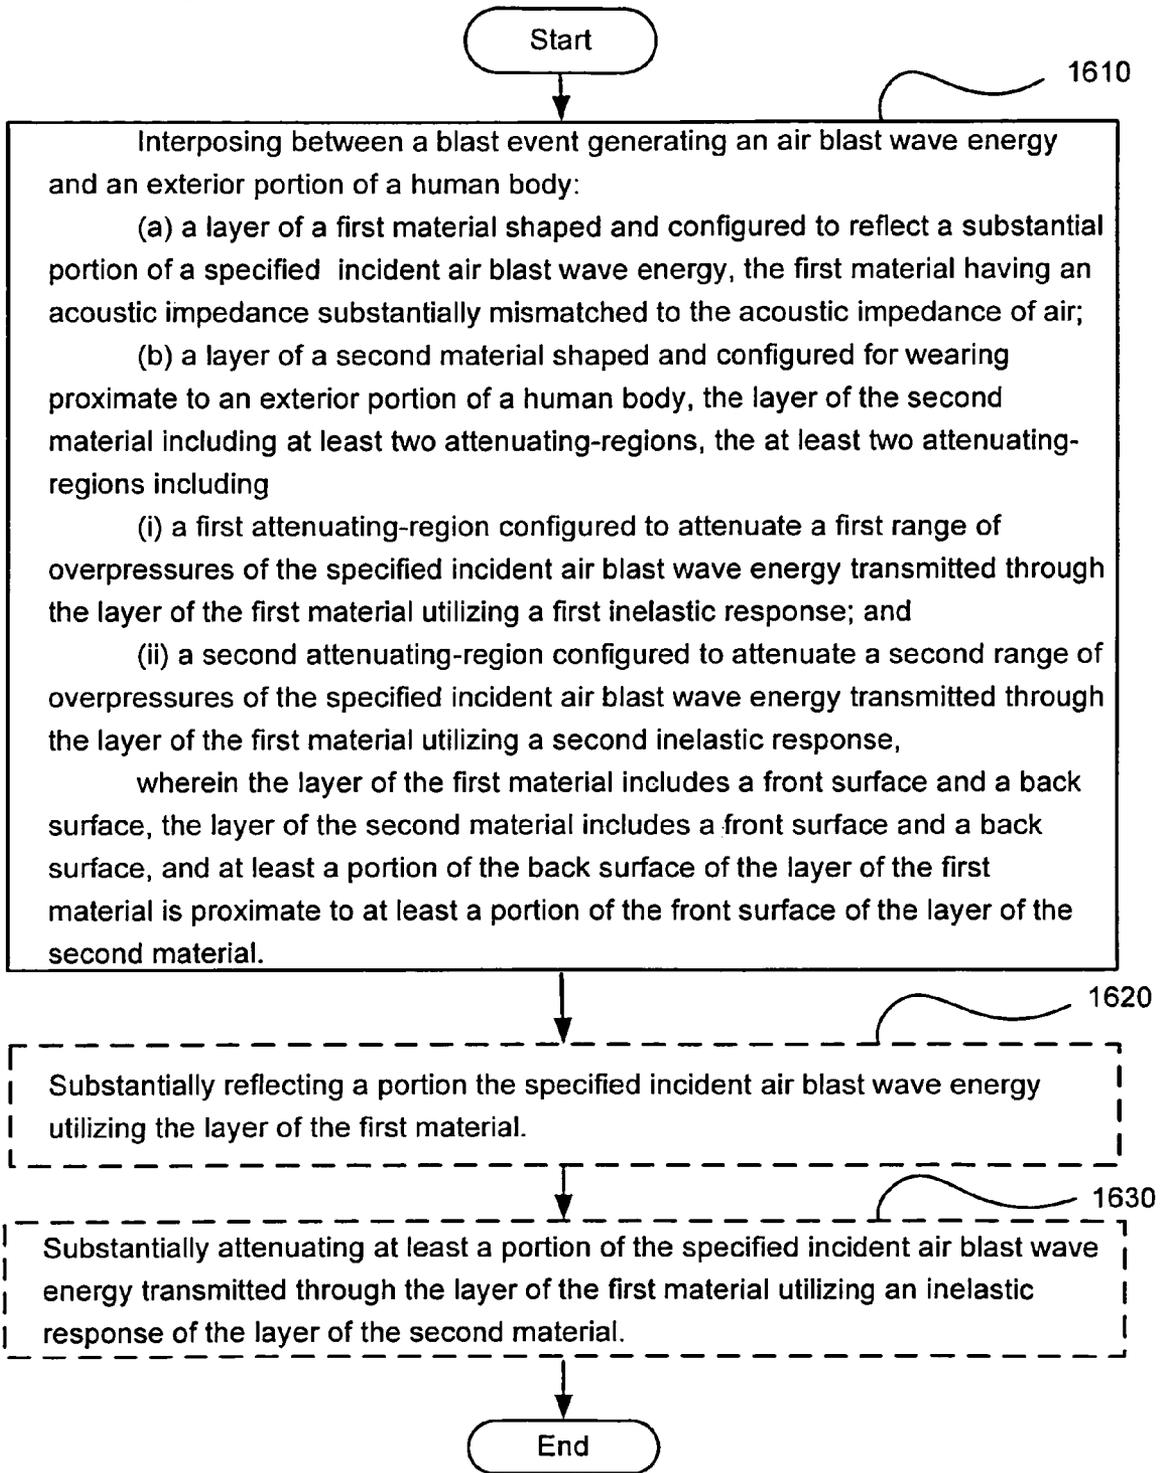 Start
1610
Interposing between a blast event generating an air blast wave energy
and an exterior portion of a human body:
(a) a layer of a first material shaped and configured to reflect a substantial
portion of a specified incident air blast wave energy, the first material having an
acoustic impedance substantially mismatched to the acoustic impedance of air;
(b) a layer of a second material shaped and configured for wearing
proximate to an exterior portion of a human body, the layer of the second
material including at least two attenuating-regions, the at least two attenuating-
regions including
(i) a first attenuating-region configured to attenuate a first range of
overpressures of the specified incident air blast wave energy transmitted through
the layer of the first material utilizing a first inelastic response; and
(ii) a second attenuating-region configured to attenuate a second range of
overpressures of the specified incident air blast wave energy transmitted through
the layer of the first material utilizing a second inelastic response,
wherein the layer of the first material includes a front surface and a back
surface, the layer of the second material includes a front surface and a back
surface, and at least a portion of the back surface of the layer of the first
material is proximate to at least a portion of the front surface of the layer of the
second material.
1620
Substantially reflecting a portion the specified incident air blast wave energy
utilizing the layer of the first material.
1630
Substantially attenuating at least a portion of the specified incident air blast wave
energy transmitted through the layer of the first material utilizing an inelastic
response of the layer of the second material.
End